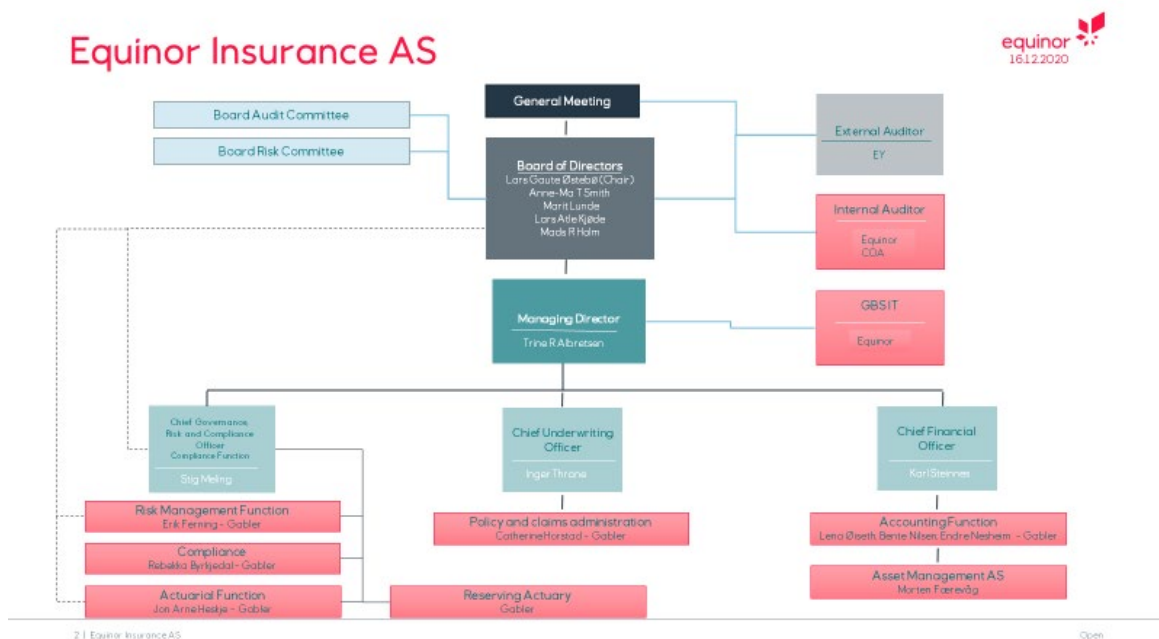 Equinor Insurance AS
equinor
16.12.2020
General Meeting
Board Audit Committee
Board Risk Committee
Board of Directors
Lars Gaute Østebø (Chair)
Anne-Ma T Smith
Marit Lunde
Lars Atle Kjøde
Mads R Holm
External Auditor
EY
Internal Auditor
Equinor
COA
Managing Director
Trine R Albretsen
GBS IT
Equinor
Chief Governance,
Risk and Compliance
Officer
Compliance Function
Stig Meling
Chief Underwriting
Officer
Inger Throne
Chief Financial
Officer
Karl Steinnes
Risk Management Function
Erik Ferning - Gabler
Compliance
Rebekka Byrkjedal - Gabler
Actuarial Function
Jon Arne Heskje - Gabler
Reserving Actuary
Gabler
Policy and claims administration
Catherine Horstad - Gabler
Accounting Function
Lena Øiseth, Bente Nilsen, Endre Nesheim - Gabler
Asset Management AS
Morten Færevåg
2 | Equinor Insurance AS
Open